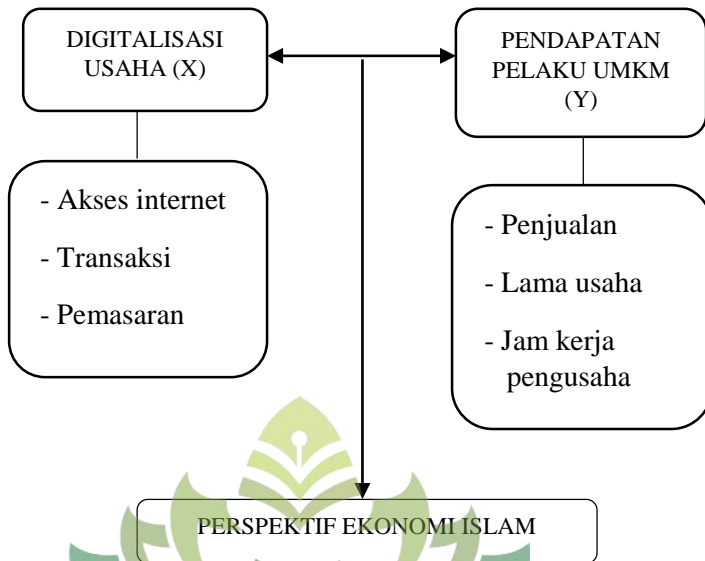 DIGITALISASI
USAHA (X)
PENDAPATAN
PELAKU UMKM
(Y)
- Akses internet
- Transaksi
- Pemasaran
- Penjualan
- Lama usaha
- Jam kerja
pengusaha
PERSPEKTIF EKONOMI ISLAM